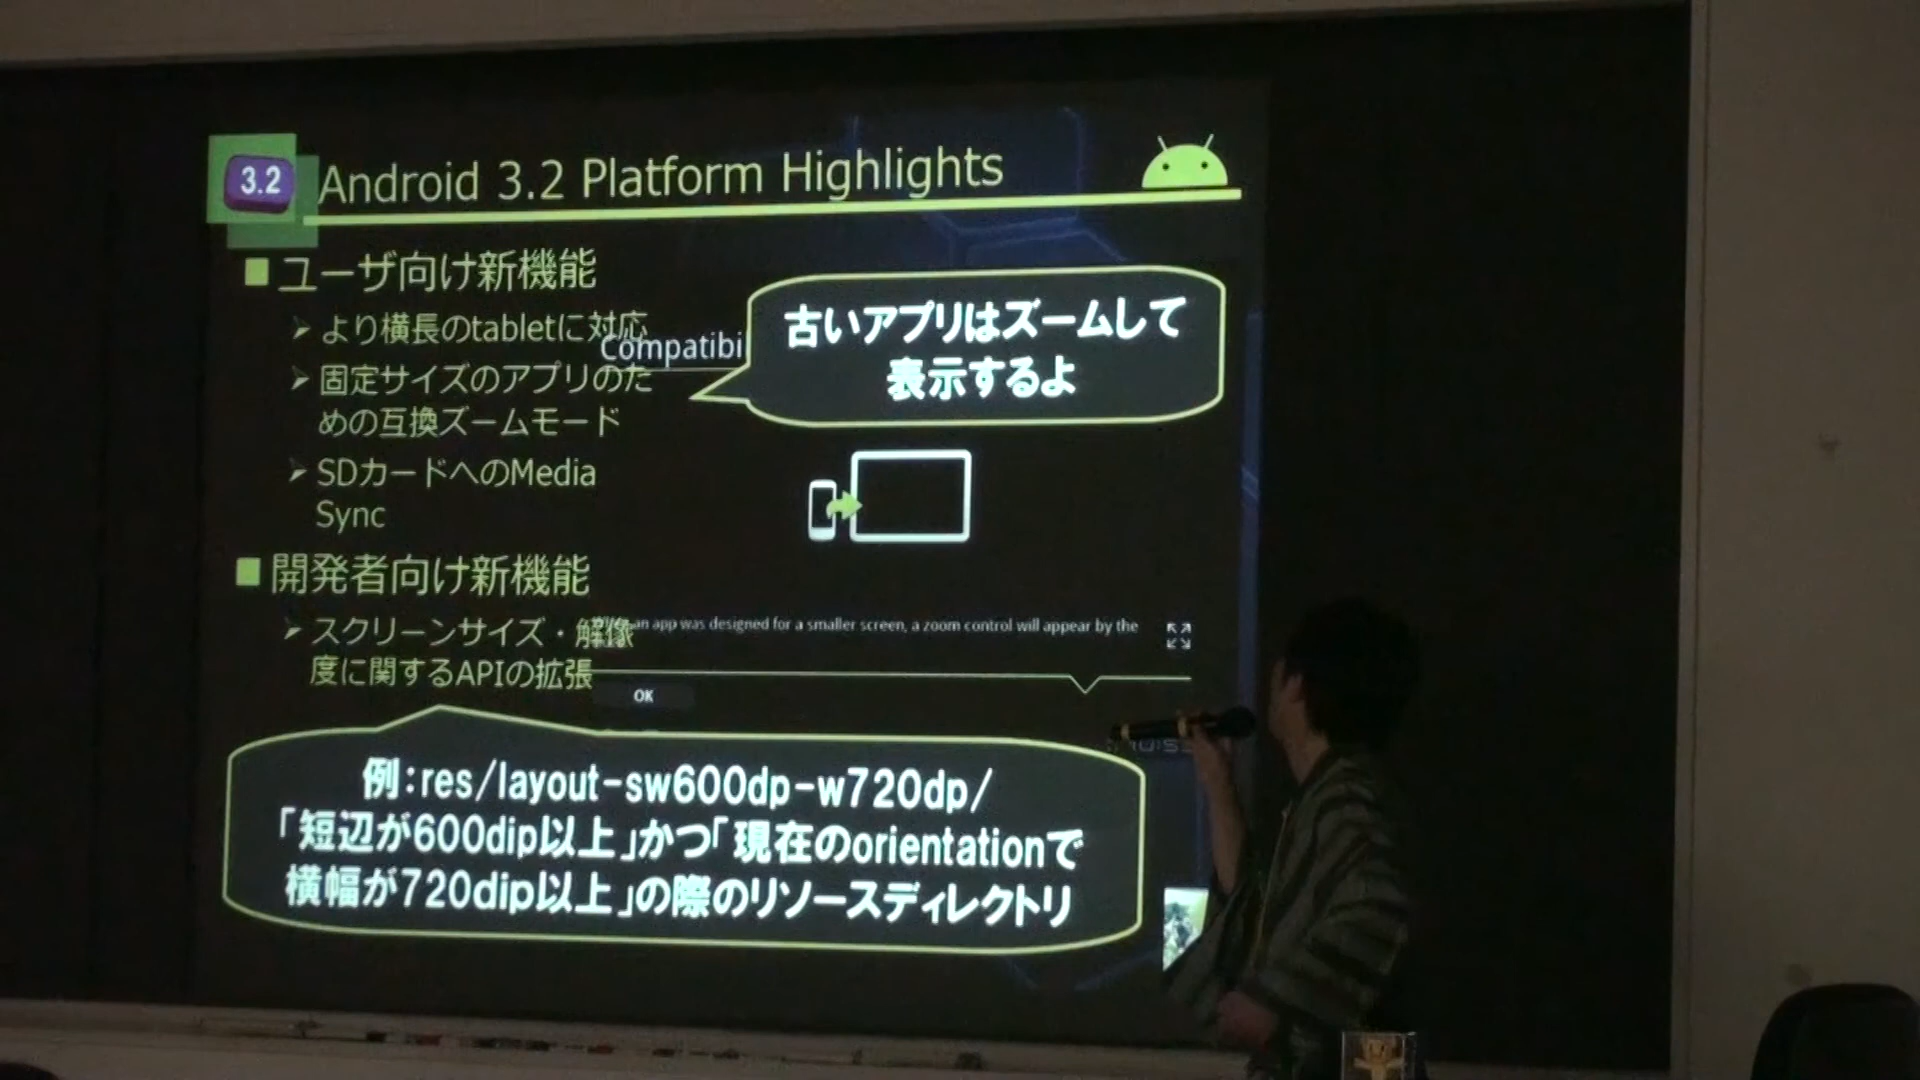 3.2
Android 3.2 Platform Highlights
■ユーザ向け新機能
➢より横長のtabletに対応
Compatibi
➢固定サイズのアプリのた
めの互換ズームモード
➢SDカードへのMedia
Sync
古いアプリはズームして
表示するよ
■開発者向け新機能
➢スクリーンサイズ・解像
度に関するAPIの拡張
an app was designed for a smaller screen, a zoom control will appear by the
OK
例:res/layout-sw600dp-w720dp/
「短辺が600dip以上」かつ「現在のorientationで
横幅が720dip以上」の際のリソースディレクトリ